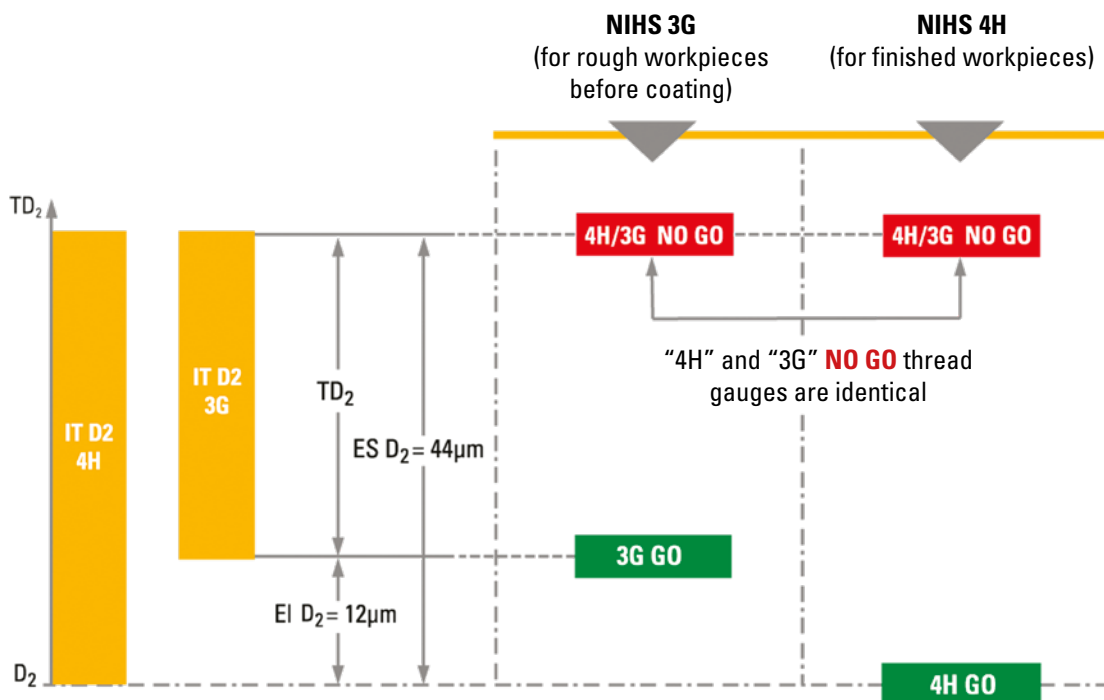 NIHS 3G
(for rough workpieces
before coating)
NIHS 4H
(for finished workpieces)
TD₂
4H/3G NO GO
4H/3G NO GO
"4H" and "3G" NO GO thread
gauges are identical
IT D2
4H
IT D2
3G
TD₂
ES D₂ = 44µm
3G GO
EI D₂ = 12µm
D₂
4H GO